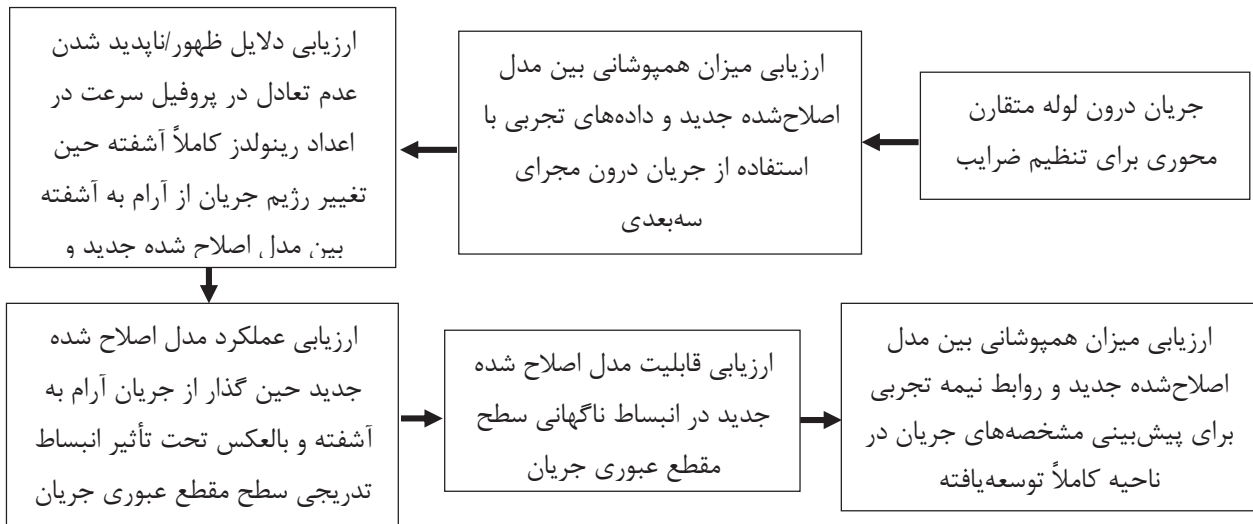 جریان درون لوله متقارن
محوری برای تنظیم ضرایب
ارزیابی میزان همپوشانی بین مدل
اصلاح‌شده جدید و داده‌های تجربی با
استفاده از جریان درون مجرای
سه‌بعدی
ارزیابی دلایل ظهور/ناپدید شدن
عدم تعادل در پروفیل سرعت در
اعداد رینولدز کاملاً آشفته حین
تغییر رژیم جریان از آرام به آشفته
بین مدل اصلاح شده جدید و
ارزیابی عملکرد مدل اصلاح شده
جدید حین گذار از جریان آرام به
آشفته و بالعکس تحت تأثیر انبساط
تدریجی سطح مقطع عبوری جریان
ارزیابی قابلیت مدل اصلاح شده
جدید در انبساط ناگهانی سطح
مقطع عبوری جریان
ارزیابی میزان همپوشانی بین مدل
اصلاح‌شده جدید و روابط نیمه تجربی
برای پیش‌بینی مشخصه‌های جریان در
ناحیه کاملاً توسعه‌یافته